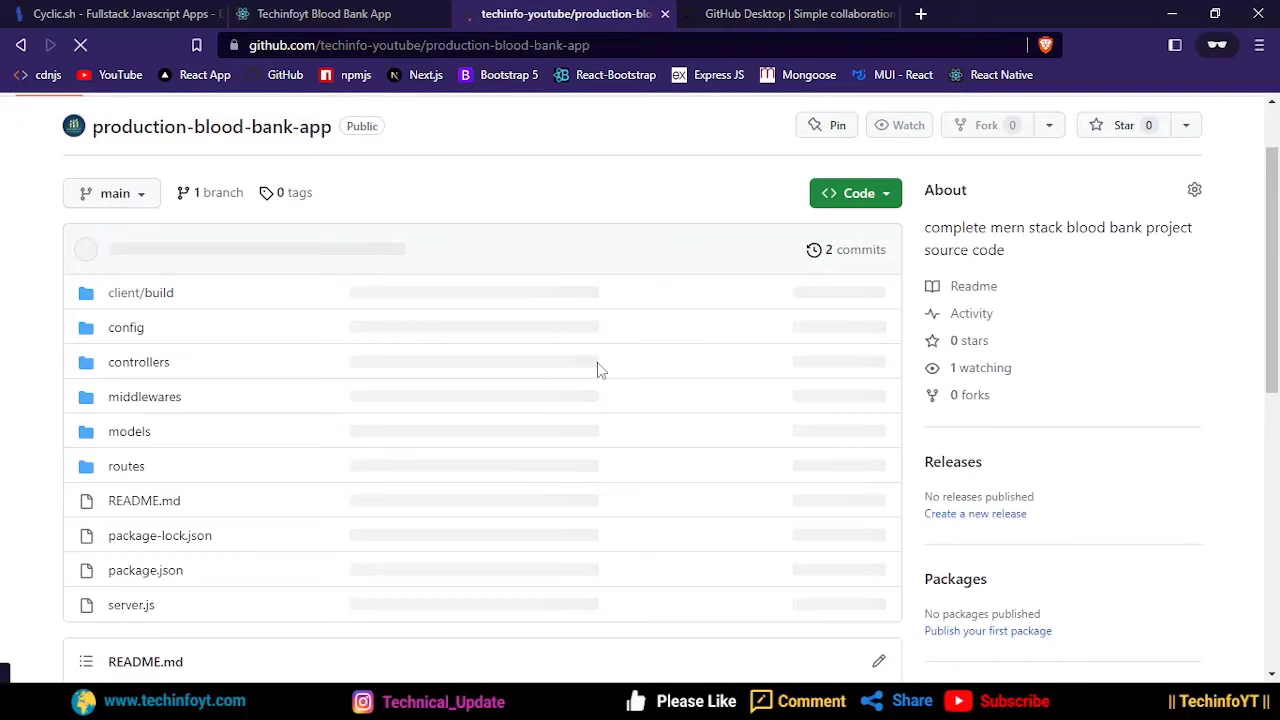 Cyclic.sh - Fullstack Javascript Apps - D
Techinfoyt Blood Bank App
techinfo-youtube/production-blo
GitHub Desktop | Simple collaboration
github.com/techinfo-youtube/production-blood-bank-app
cdnjs
YouTube
React App
GitHub
npmjs
Next.js
Bootstrap 5
React-Bootstrap
Express JS
Mongoose
MUI - React
React Native
production-blood-bank-app
Public
Pin
Watch
Fork 0
Star 0
main
1 branch
0 tags
Code
About
complete mern stack blood bank project
source code
2 commits
client/build
config
controllers
middlewares
models
routes
README.md
package-lock.json
package.json
server.js
Readme
Activity
0 stars
1 watching
0 forks
Releases
No releases published
Create a new release
Packages
No packages published
Publish your first package
README.md
www.techinfoyt.com
Technical_Update
Please Like
Comment
Share
Subscribe
|| TechinfoYT ||